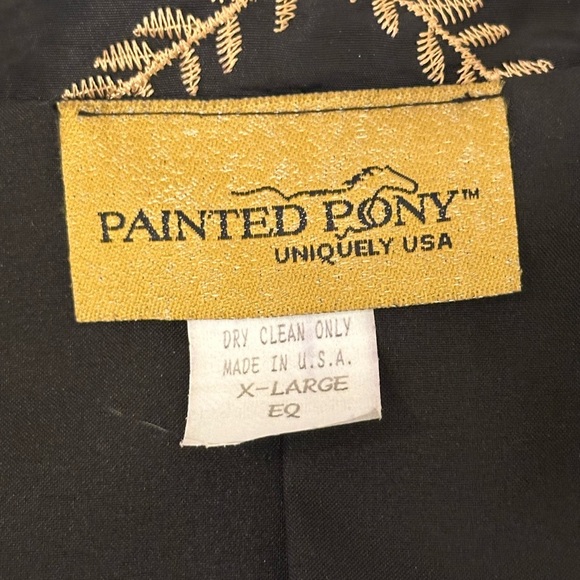 PAINTED PONY™
UNIQUELY USA
DRY CLEAN ONLY
MADE IN U.S.A.
X-LARGE
EQ